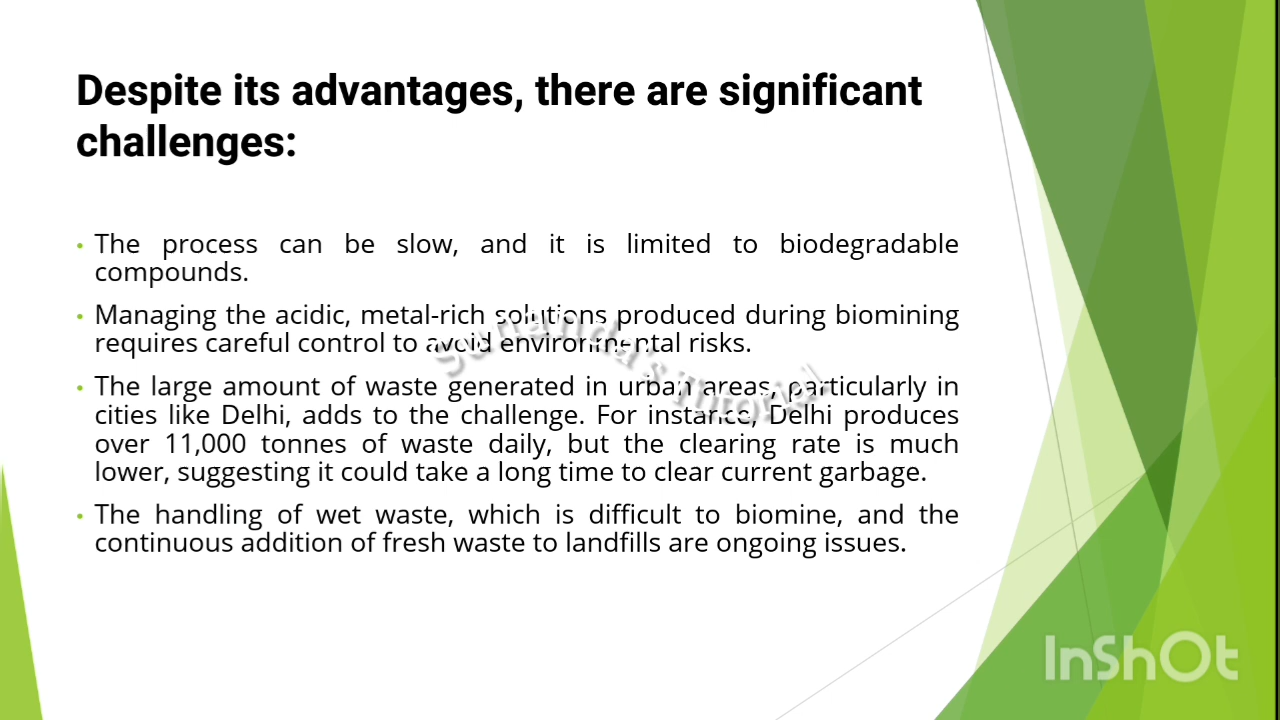 Despite its advantages, there are significant
challenges:
• The process can be slow, and it is limited to biodegradable
compounds.
• Managing the acidic, metal-rich solutions produced during biomining
requires careful control to avoid environmental risks.
• The large amount of waste generated in urban areas, particularly in
cities like Delhi, adds to the challenge. For instance, Delhi produces
over 11,000 tonnes of waste daily, but the clearing rate is much
lower, suggesting it could take a long time to clear current garbage.
• The handling of wet waste, which is difficult to biomine, and the
continuous addition of fresh waste to landfills are ongoing issues.
InShOt